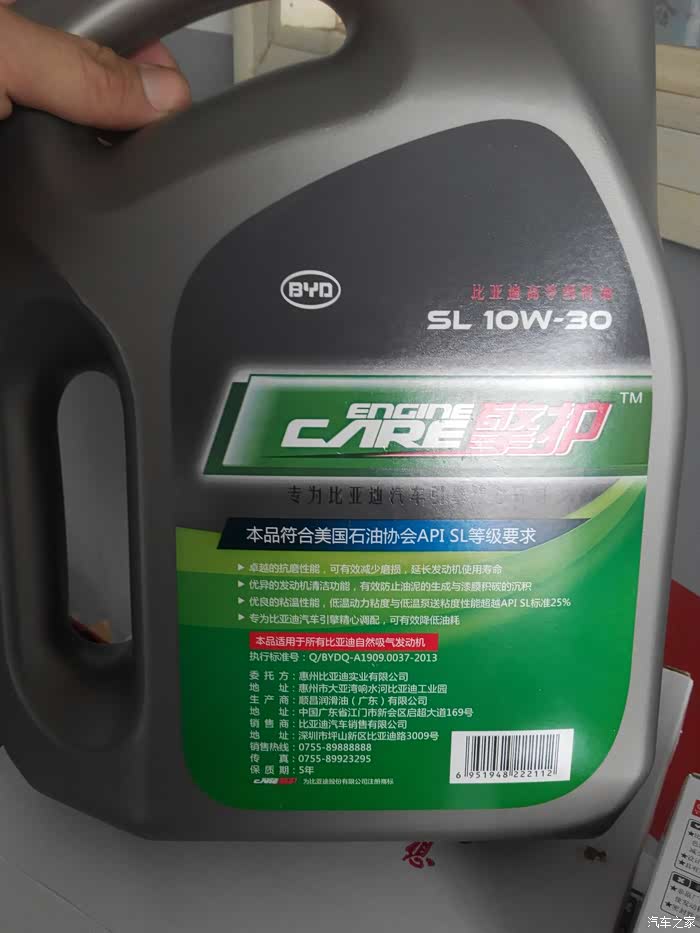 BYD
SL 10W-30
ENGINE
CARE 擎护 TM
专为比亚迪汽车引擎
本品符合美国石油协会API SL等级要求
▶ 卓越的抗磨性能，可有效减少磨损，延长发动机使用寿命
▶ 优异的发动机清洁功能，有效防止油泥的生成与漆膜积碳的沉积
▶ 优良的粘温性能，低温动力粘度与低温泵送粘度性能超越API SL标准25%
▶ 专为比亚迪汽车引擎精心调配，可有效降低油耗
本品适用于所有比亚迪自然吸气发动机
执行标准号：Q/BYDQ-A1909.0037-2013
委托方：惠州比亚迪实业有限公司
地址：惠州市大亚湾响水河比亚迪工业园
生产商：顺昌润滑油（广东）有限公司
地址：中国广东省江门市新会区启超大道169号
销售商：比亚迪汽车销售有限公司
地址：深圳市坪山新区比亚迪路3009号
销售热线：0755-89888888
传真：0755-89923295
保质期：5年
CARE擎护 为比亚迪股份有限公司注册商标
6 951948 222112
汽车之家